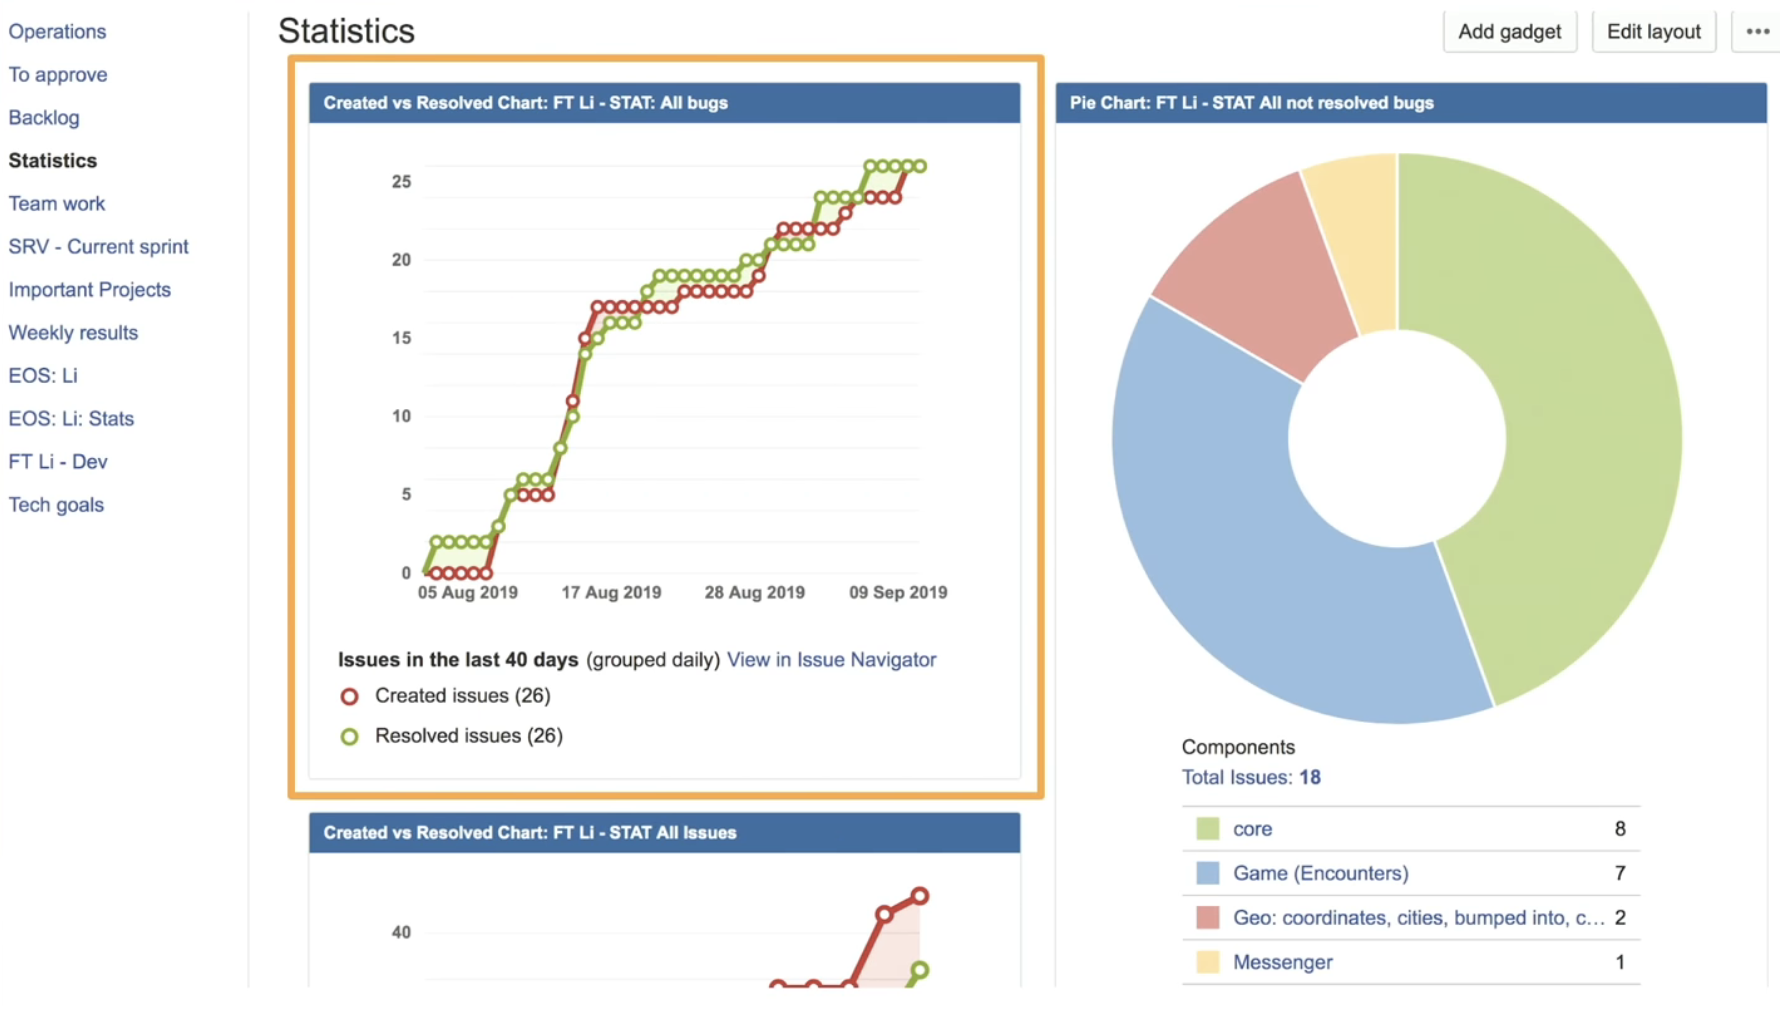 Operations
To approve
Backlog
Statistics
Team work
SRV - Current sprint
Important Projects
Weekly results
EOS: Li
EOS: Li: Stats
FT Li - Dev
Tech goals
Statistics
Add gadget
Edit layout
•••
Created vs Resolved Chart: FT Li - STAT: All bugs
25
20
15
10
5
0
05 Aug 2019 17 Aug 2019 28 Aug 2019 09 Sep 2019
Issues in the last 40 days (grouped daily) View in Issue Navigator
Created issues (26)
Resolved issues (26)
Created vs Resolved Chart: FT Li - STAT All Issues
40
Pie Chart: FT Li - STAT All not resolved bugs
Components
Total Issues: 18
core 8
Game (Encounters) 7
Geo: coordinates, cities, bumped into, c... 2
Messenger 1